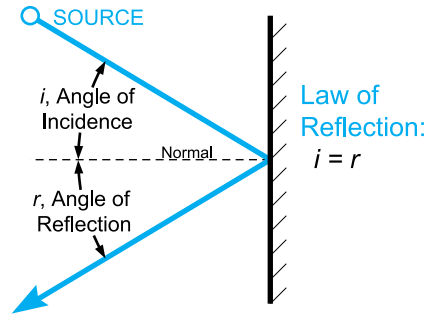 SOURCE
i, Angle of
Incidence
Normal
r, Angle of
Reflection
Law of
Reflection:
i = r